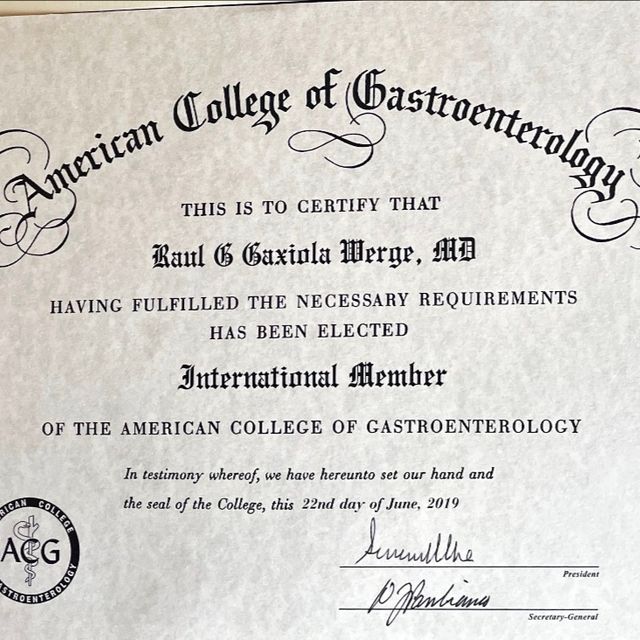 American College of Gastroenterology
THIS IS TO CERTIFY THAT
Raul G Gaxiola Werge, MD
HAVING FULFILLED THE NECESSARY REQUIREMENTS
HAS BEEN ELECTED
International Member
OF THE AMERICAN COLLEGE OF GASTROENTEROLOGY
In testimony whereof, we have hereunto set our hand and
the seal of the College, this 22nd day of June, 2019
ACG
COLLEGE
President
Secretary-General